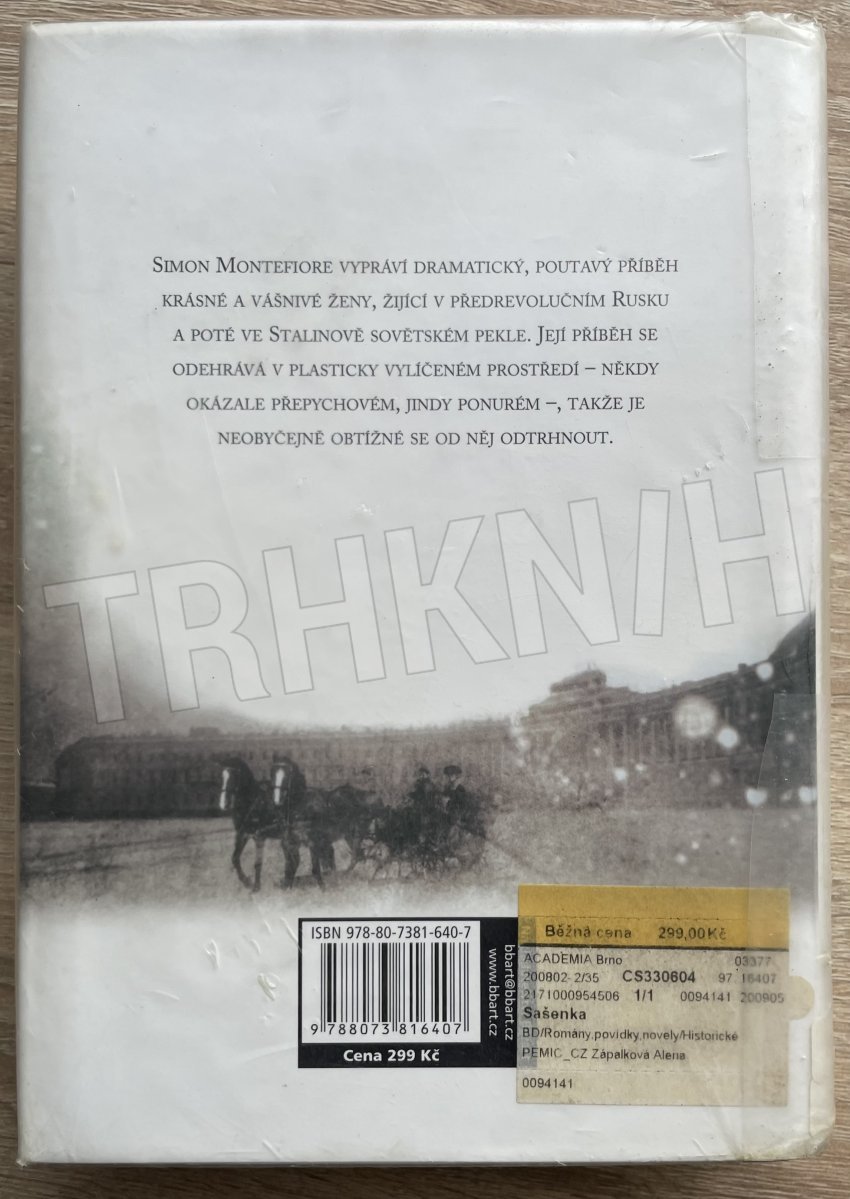 Simon Montefiore vypráví dramatický, poutavý příběh
krásné a vášnivé ženy, žijící v předrevolučním Rusku
a poté ve Stalinově sovětském pekle. Její příběh se
odehrává v plasticky vylíčeném prostředí – někdy
okázale přepychovém, jindy ponurém –, takže je
neobyčejně obtížné se od něj odtrhnout.
TRHKNIH
ISBN 978-80-7381-640-7
9 788073 816407
Cena 299 Kč
bbart@bbart.cz
www.bbart.cz
Běžná cena 299,00Kč
ACADEMIA Brno 03377
200802- 2/35 CS330604 97 16407
2171000954506 1/1 0094141 200905
Sašenka
BD/Romány,povídky,novely/Historické
PEMIC_CZ Zápalková Alena
0094141